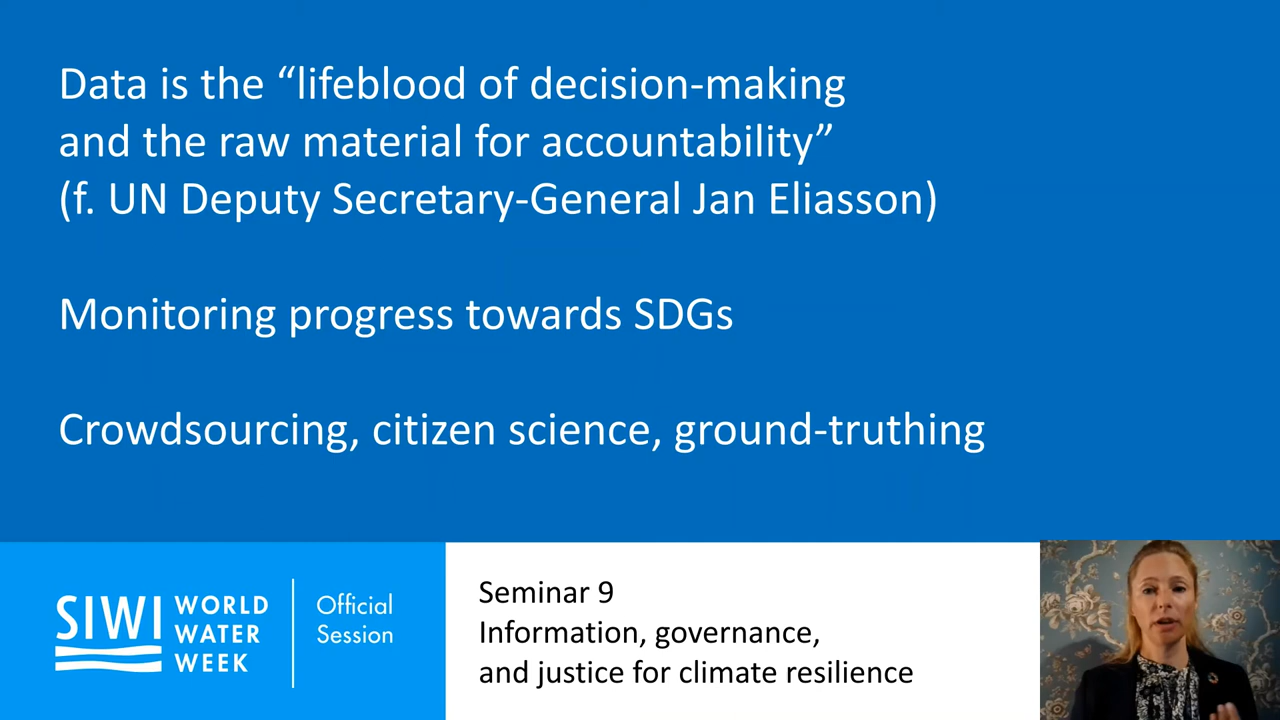 Data is the “lifeblood of decision-making
and the raw material for accountability”
(f. UN Deputy Secretary-General Jan Eliasson)
Monitoring progress towards SDGs
Crowdsourcing, citizen science, ground-truthing
SIWI
WORLD
WATER
WEEK
Official
Session
Seminar 9
Information, governance,
and justice for climate resilience